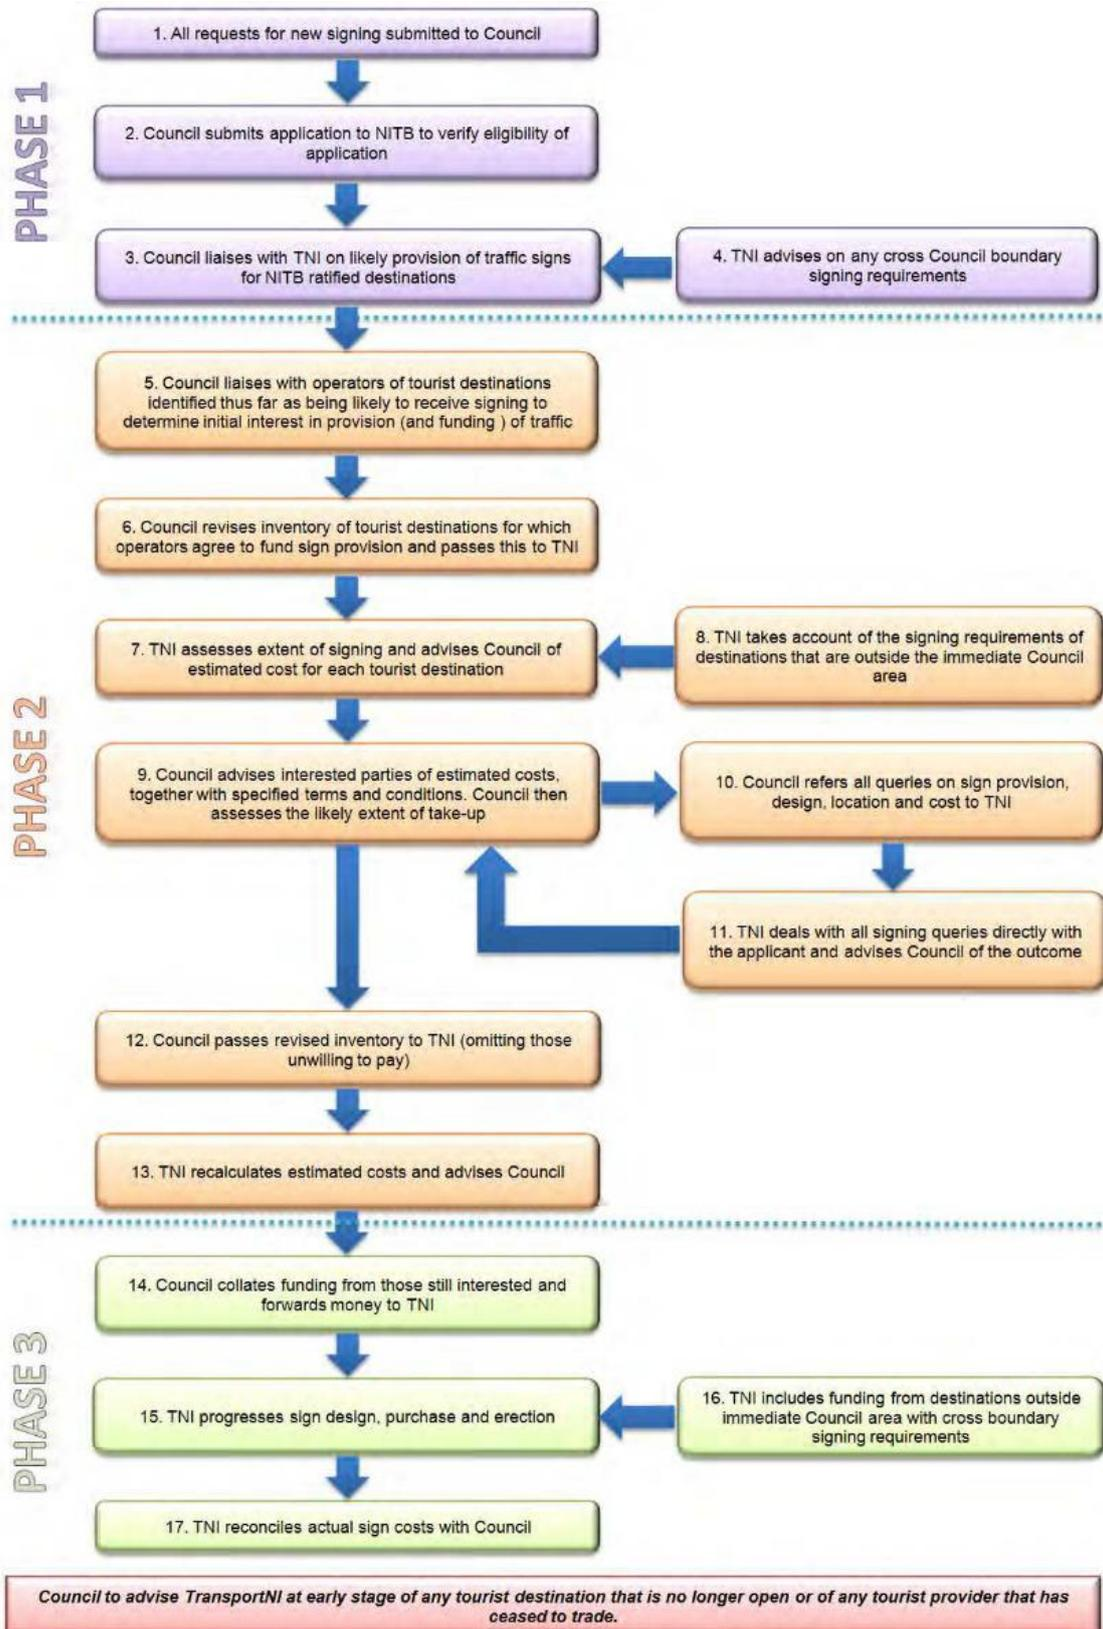 PHASE 1
1. All requests for new signing submitted to Council
2. Council submits application to NITB to verify eligibility of
application
3. Council liaises with TNI on likely provision of traffic signs
for NITB ratified destinations
4. TNI advises on any cross Council boundary
signing requirements
PHASE 2
5. Council liaises with operators of tourist destinations
identified thus far as being likely to receive signing to
determine initial interest in provision (and funding ) of traffic
6. Council revises inventory of tourist destinations for which
operators agree to fund sign provision and passes this to TNI
7. TNI assesses extent of signing and advises Council of
estimated cost for each tourist destination
8. TNI takes account of the signing requirements of
destinations that are outside the immediate Council
area
9. Council advises interested parties of estimated costs,
together with specified terms and conditions. Council then
assesses the likely extent of take-up
10. Council refers all queries on sign provision,
design, location and cost to TNI
11. TNI deals with all signing queries directly with
the applicant and advises Council of the outcome
12. Council passes revised inventory to TNI (omitting those
unwilling to pay)
13. TNI recalculates estimated costs and advises Council
PHASE 3
14. Council collates funding from those still interested and
forwards money to TNI
15. TNI progresses sign design, purchase and erection
16. TNI includes funding from destinations outside
immediate Council area with cross boundary
signing requirements
17. TNI reconciles actual sign costs with Council
Council to advise TransportNI at early stage of any tourist destination that is no longer open or of any tourist provider that has
ceased to trade.